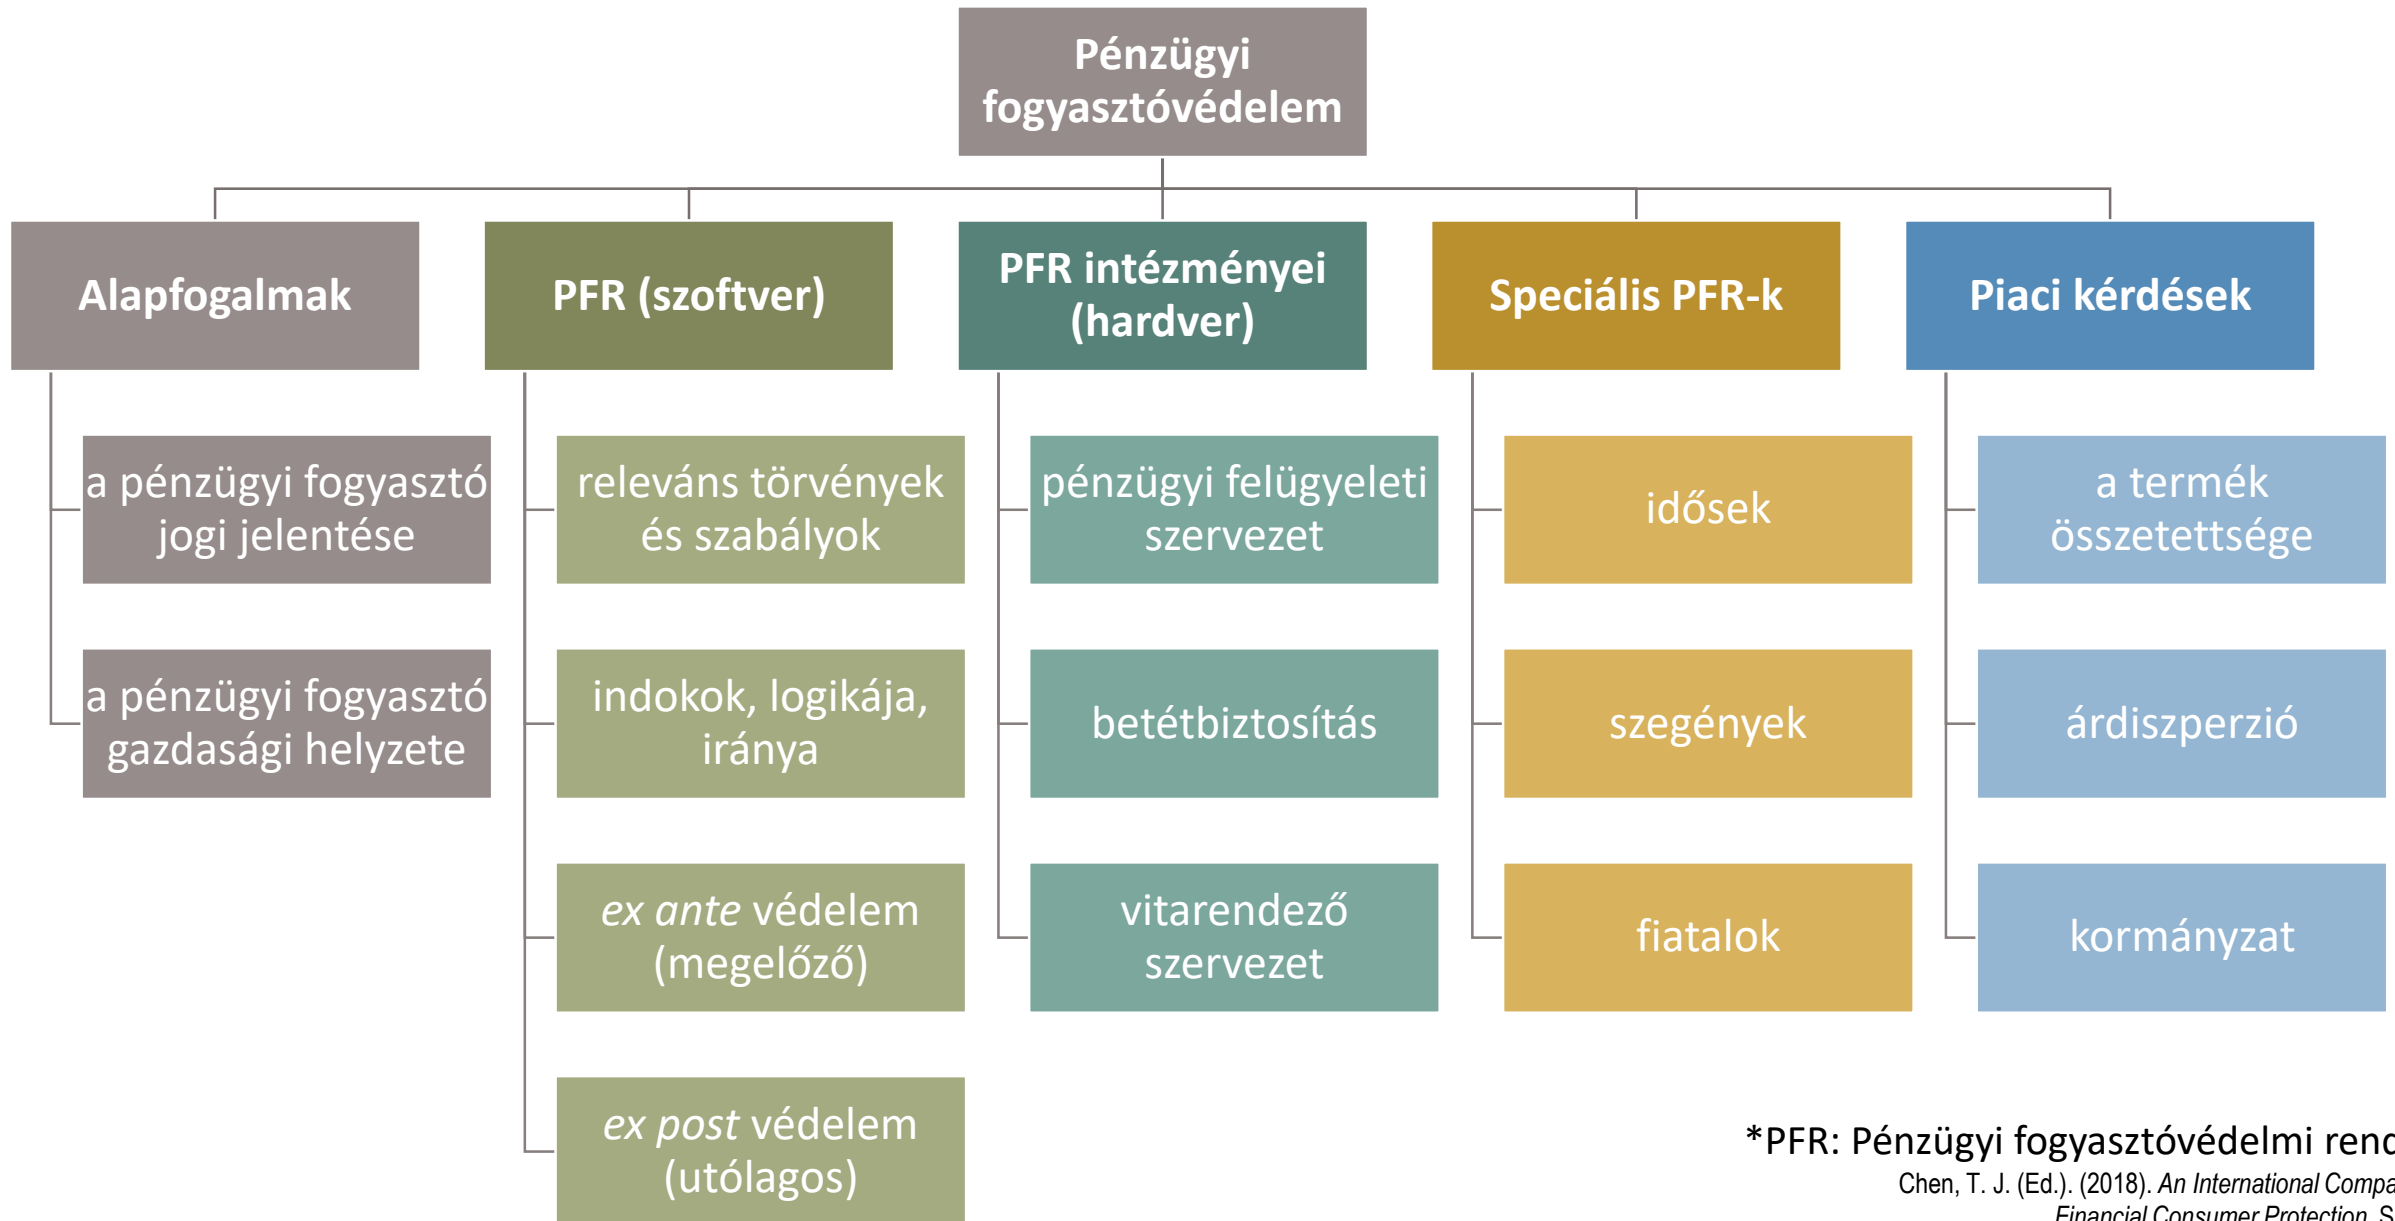 Pénzügyi
fogyasztóvédelem
Alapfogalmak
a pénzügyi fogyasztó
jogi jelentése
a pénzügyi fogyasztó
gazdasági helyzete
PFR (szoftver)
releváns törvények
és szabályok
indokok, logikája,
iránya
ex ante védelem
(megelőző)
ex post védelem
(utólagos)
PFR intézményei
(hardver)
pénzügyi felügyeleti
szervezet
betétbiztosítás
vitarendező
szervezet
Speciális PFR-k
idősek
szegények
fiatalok
Piaci kérdések
a termék
összetettsége
árdiszperzió
kormányzat
*PFR: Pénzügyi fogyasztóvédelmi rend
Chen, T. J. (Ed.). (2018). An International Compa
Financial Consumer Protection. S